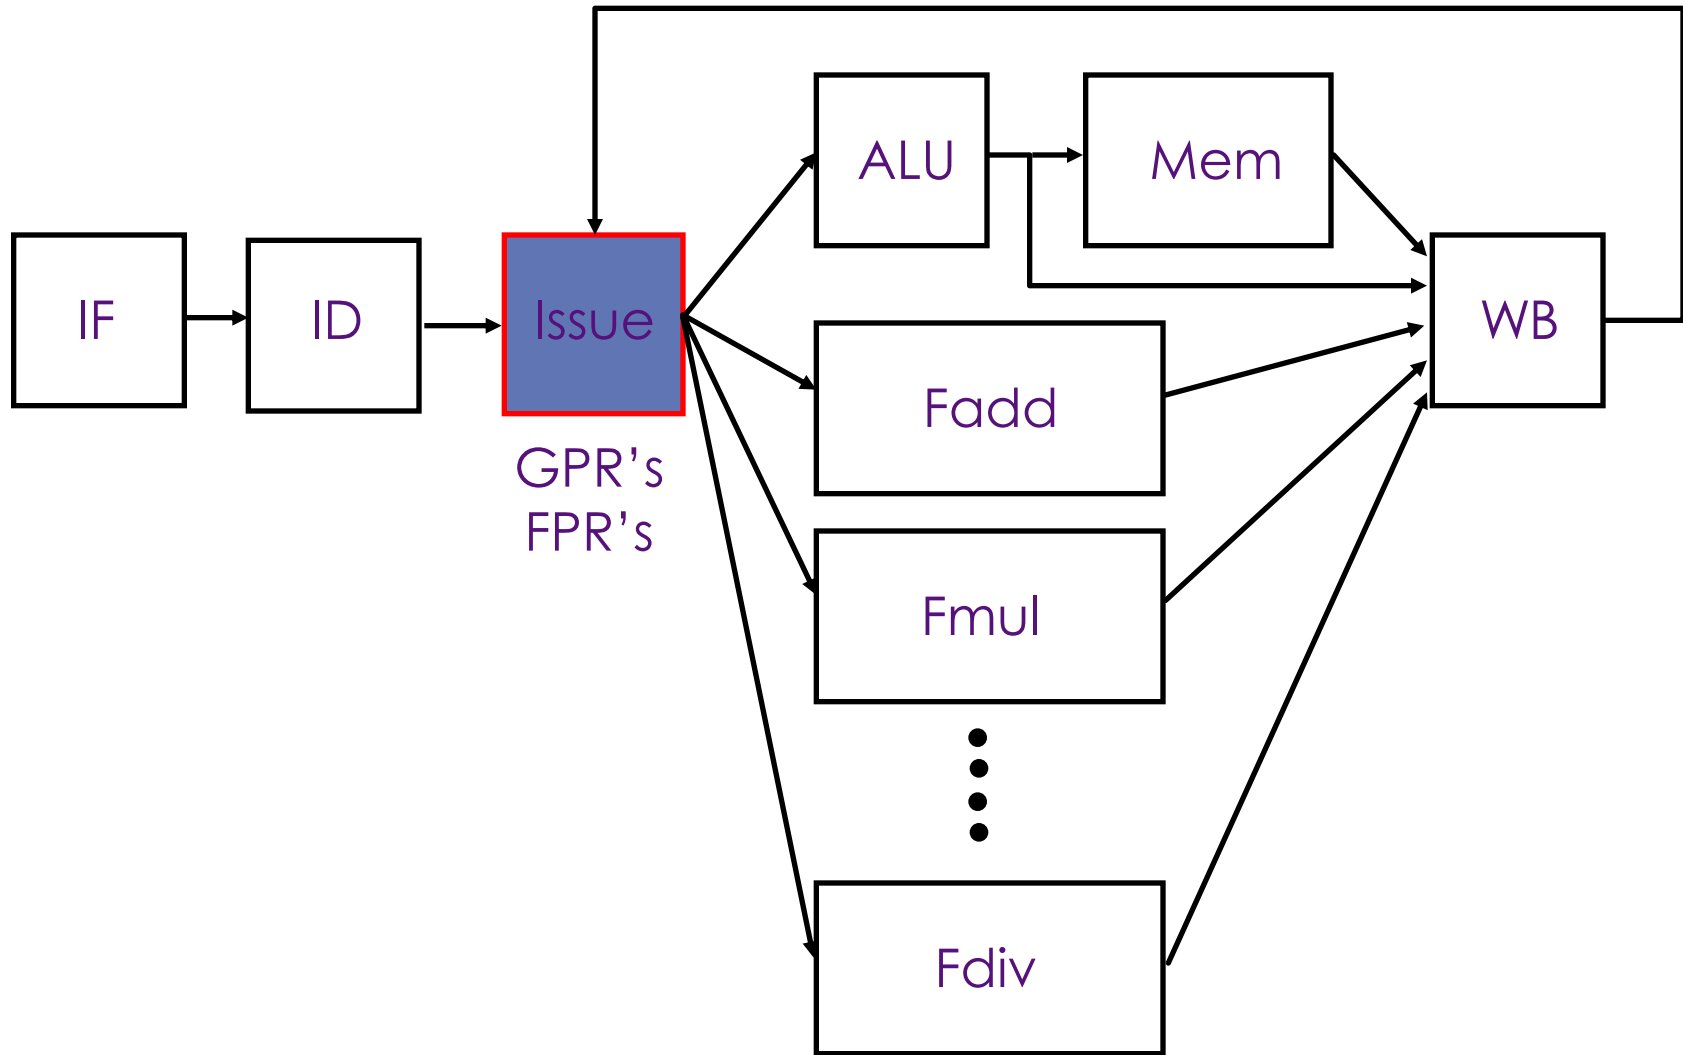 IF
ID
Issue
GPR's
FPR's
ALU
Mem
Fadd
Fmul
Fdiv
WB